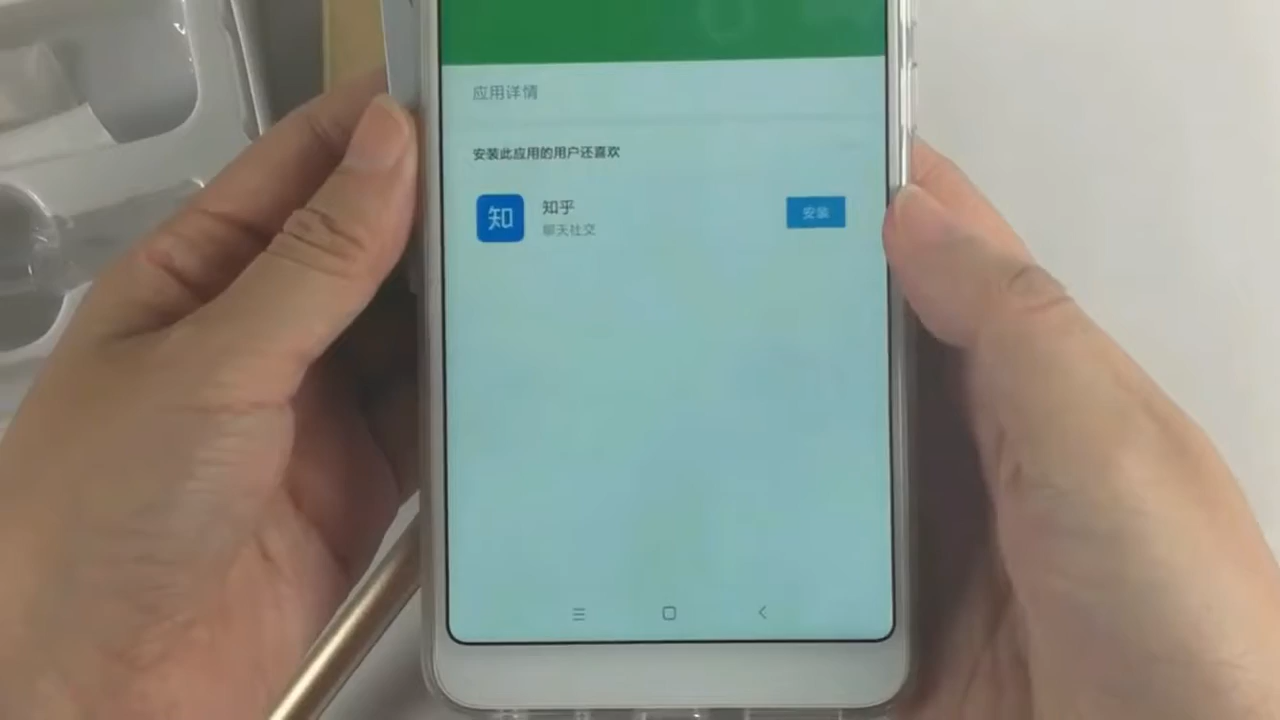 应用详情
安装此应用的用户还喜欢
知
知乎
聊天社交
安装